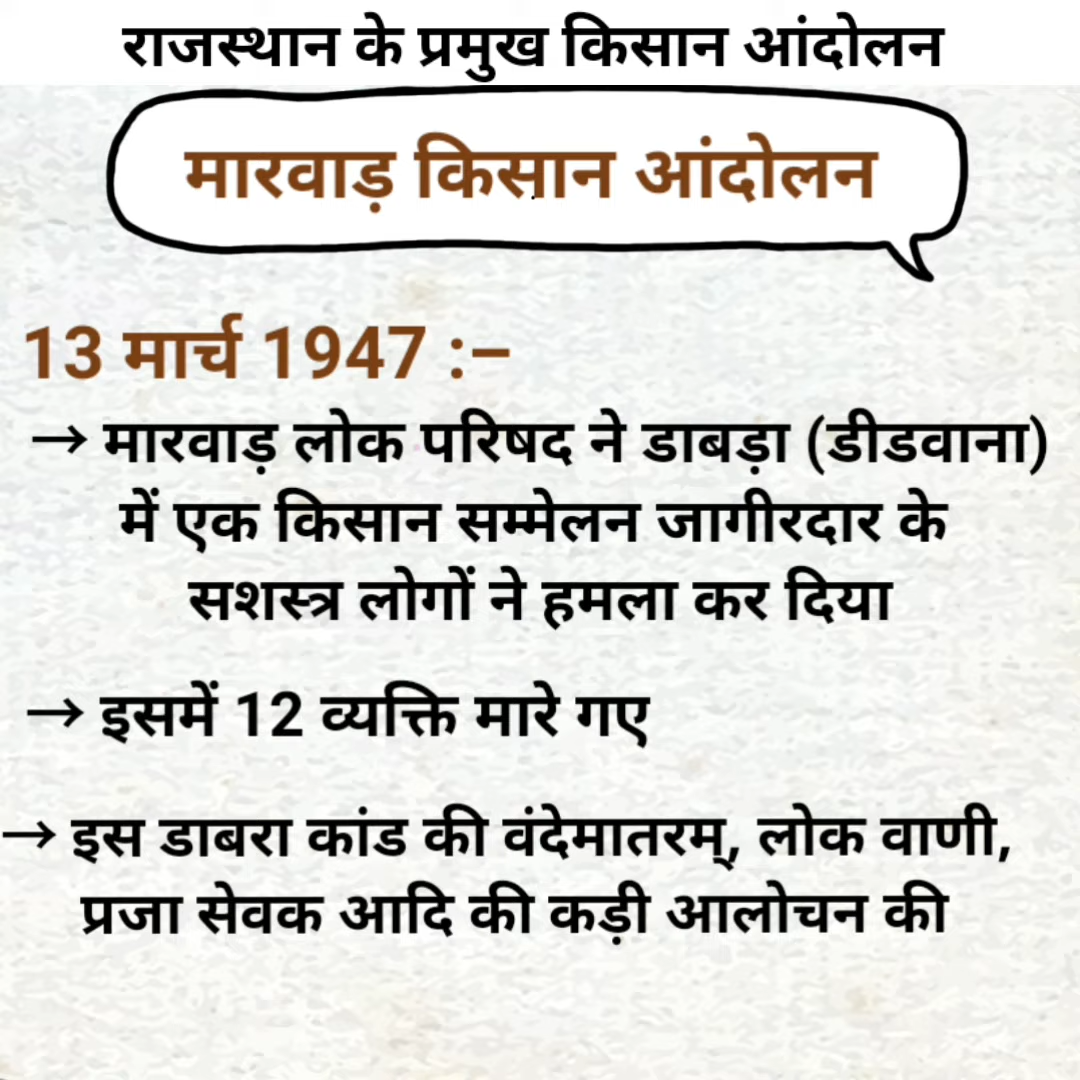 राजस्थान के प्रमुख किसान आंदोलन
मारवाड़ किसान आंदोलन
13 मार्च 1947 :–
→ मारवाड़ लोक परिषद ने डाबड़ा (डीडवाना)
में एक किसान सम्मेलन जागीरदार के
सशस्त्र लोगों ने हमला कर दिया
→ इसमें 12 व्यक्ति मारे गए
→ इस डाबरा कांड की वंदेमातरम्, लोक वाणी,
प्रजा सेवक आदि की कड़ी आलोचन की